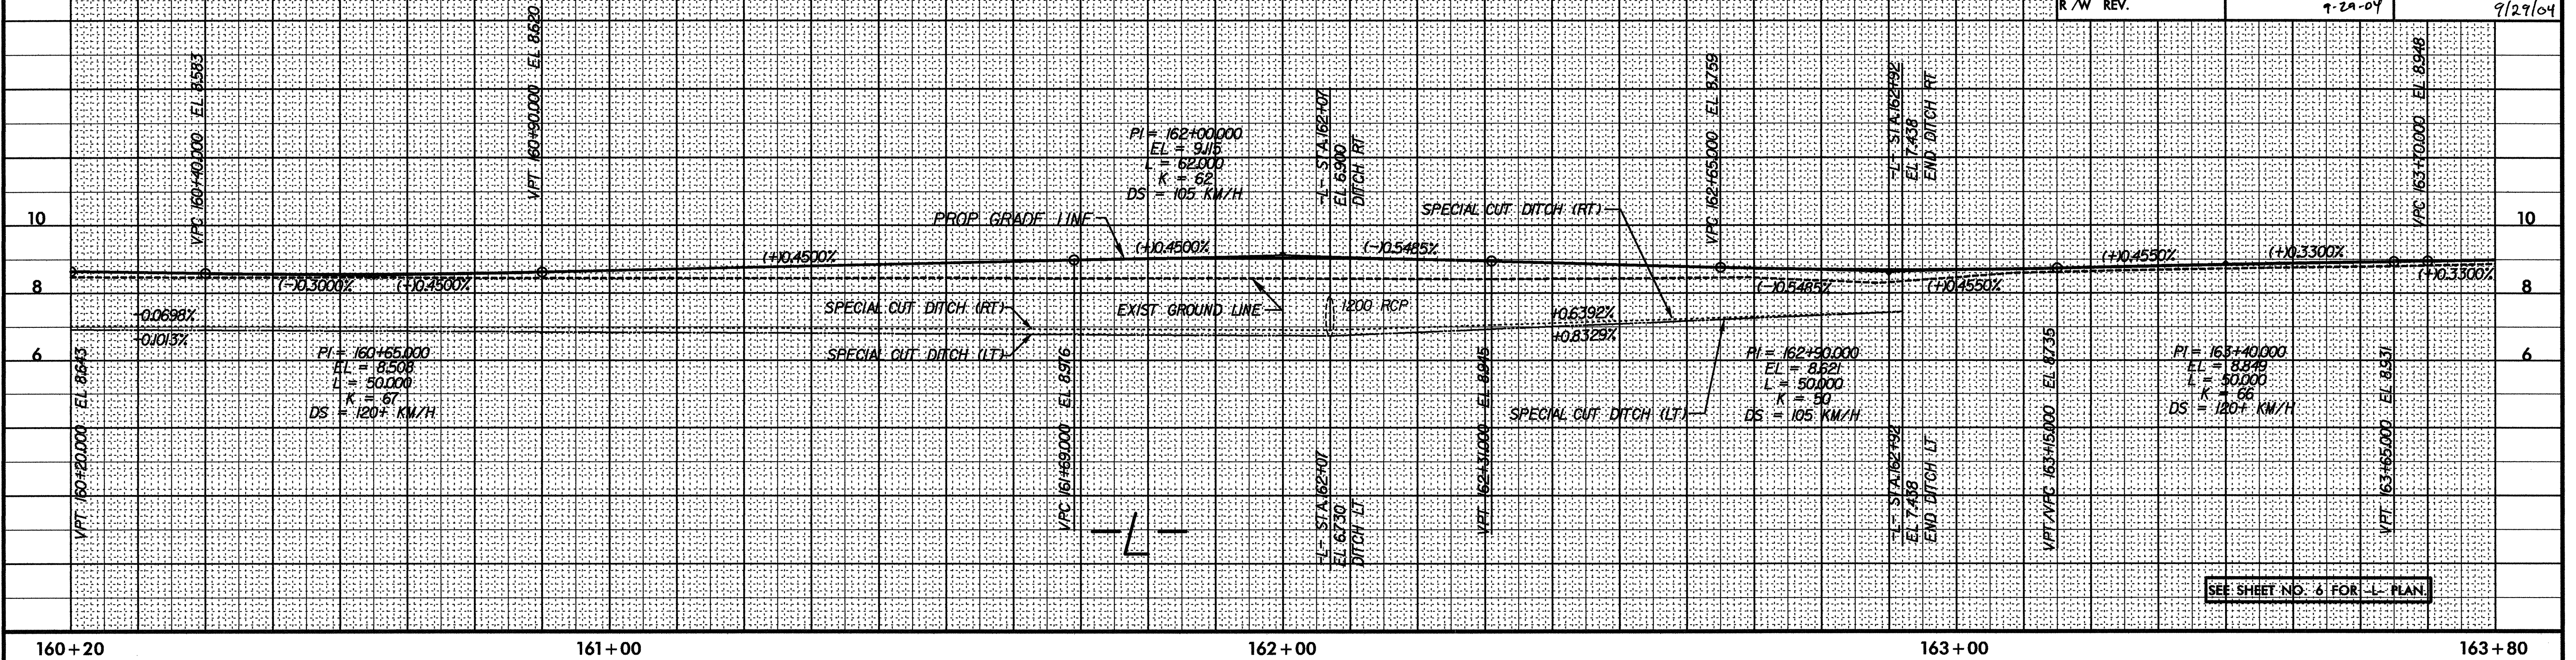 R/W REV.
9-29-04
9/29/04
VPC 160+40.000 EL 8.583
VPT 160+90.000 EL 8.620
PI = 162+00.000
EL = 9.115
L = 62.000
K = 62
DS = 105 KM/H
-L- STA.162+07
EL 6.900
DITCH RT
VPC 162+65.000 EL 8.759
-L- STA.162+92
EL 7.438
END DITCH RT
VPC 163+70.000 EL 8.948
10
10
PROP GRADE LINE
SPECIAL CUT DITCH (RT)
(+)0.4500%
(+)0.4500%
(-)0.5485%
(+)0.4550%
(+)0.3300%
(+)0.3300%
8
8
(-)0.3000%
(+)0.4500%
(-)0.5485%
(+)0.4550%
SPECIAL CUT DITCH (RT)
EXIST GROUND LINE
1200 RCP
-0.0698%
-0.1013%
+0.6392%
+0.8329%
6
6
SPECIAL CUT DITCH (LT)
SPECIAL CUT DITCH (LT)
PI = 160+65.000
EL = 8.508
L = 50.000
K = 67
DS = 120+ KM/H
PI = 162+90.000
EL = 8.621
L = 50.000
K = 50
DS = 105 KM/H
PI = 163+40.000
EL = 8.849
L = 50.000
K = 66
DS = 120+ KM/H
VPT 160+20.000 EL 8.643
VPC 161+69.000 EL 8.976
-L- STA.162+07
EL 6.730
DITCH LT
VPT 162+31.000 EL 8.945
-L- STA.162+92
EL 7.438
END DITCH LT
VPT/VPC 163+15.000 EL 8.735
VPT 163+65.000 EL 8.931
-L-
SEE SHEET NO. 6 FOR -L- PLAN.
160+20
161+00
162+00
163+00
163+80